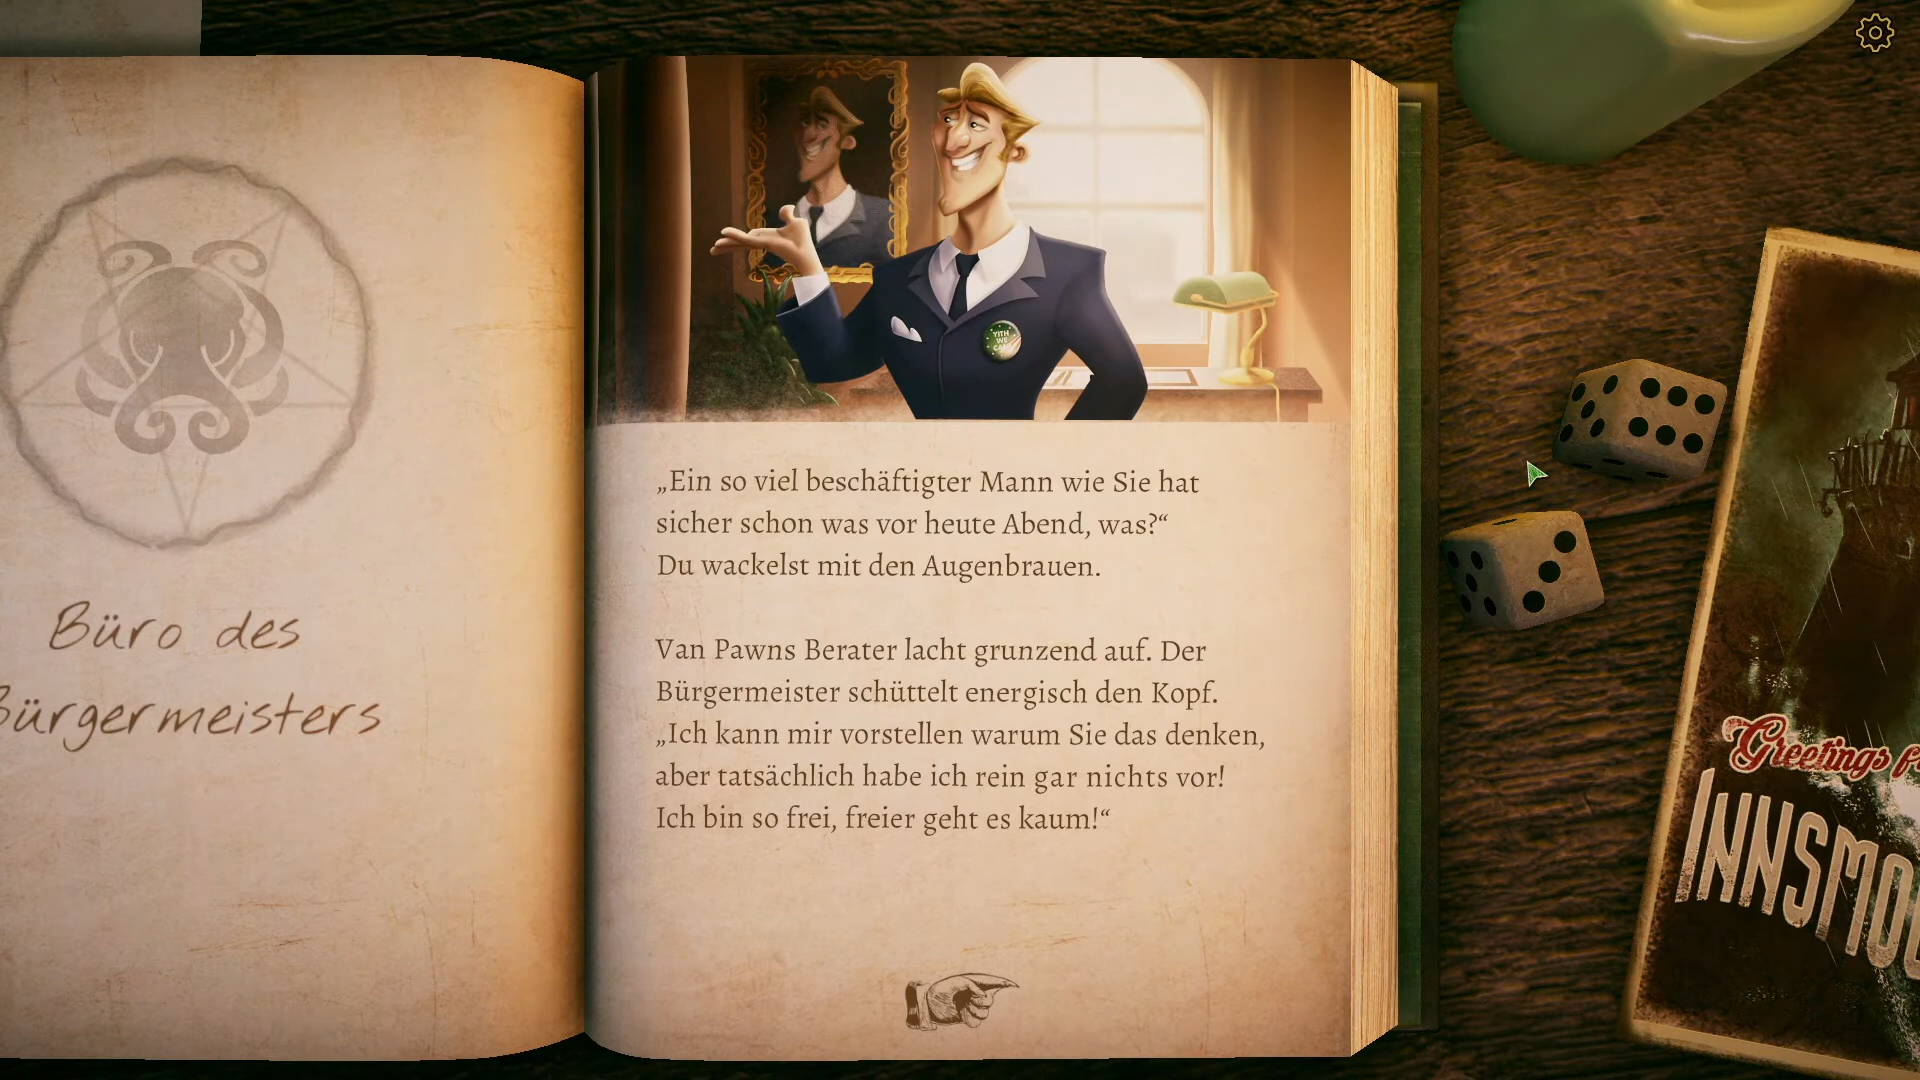 Büro des
Bürgermeisters
YITH
WE
„Ein so viel beschäftigter Mann wie Sie hat
sicher schon was vor heute Abend, was?“
Du wackelst mit den Augenbrauen.
Van Pawns Berater lacht grunzend auf. Der
Bürgermeister schüttelt energisch den Kopf.
„Ich kann mir vorstellen warum Sie das denken,
aber tatsächlich habe ich rein gar nichts vor!
Ich bin so frei, freier geht es kaum!“
Greetings